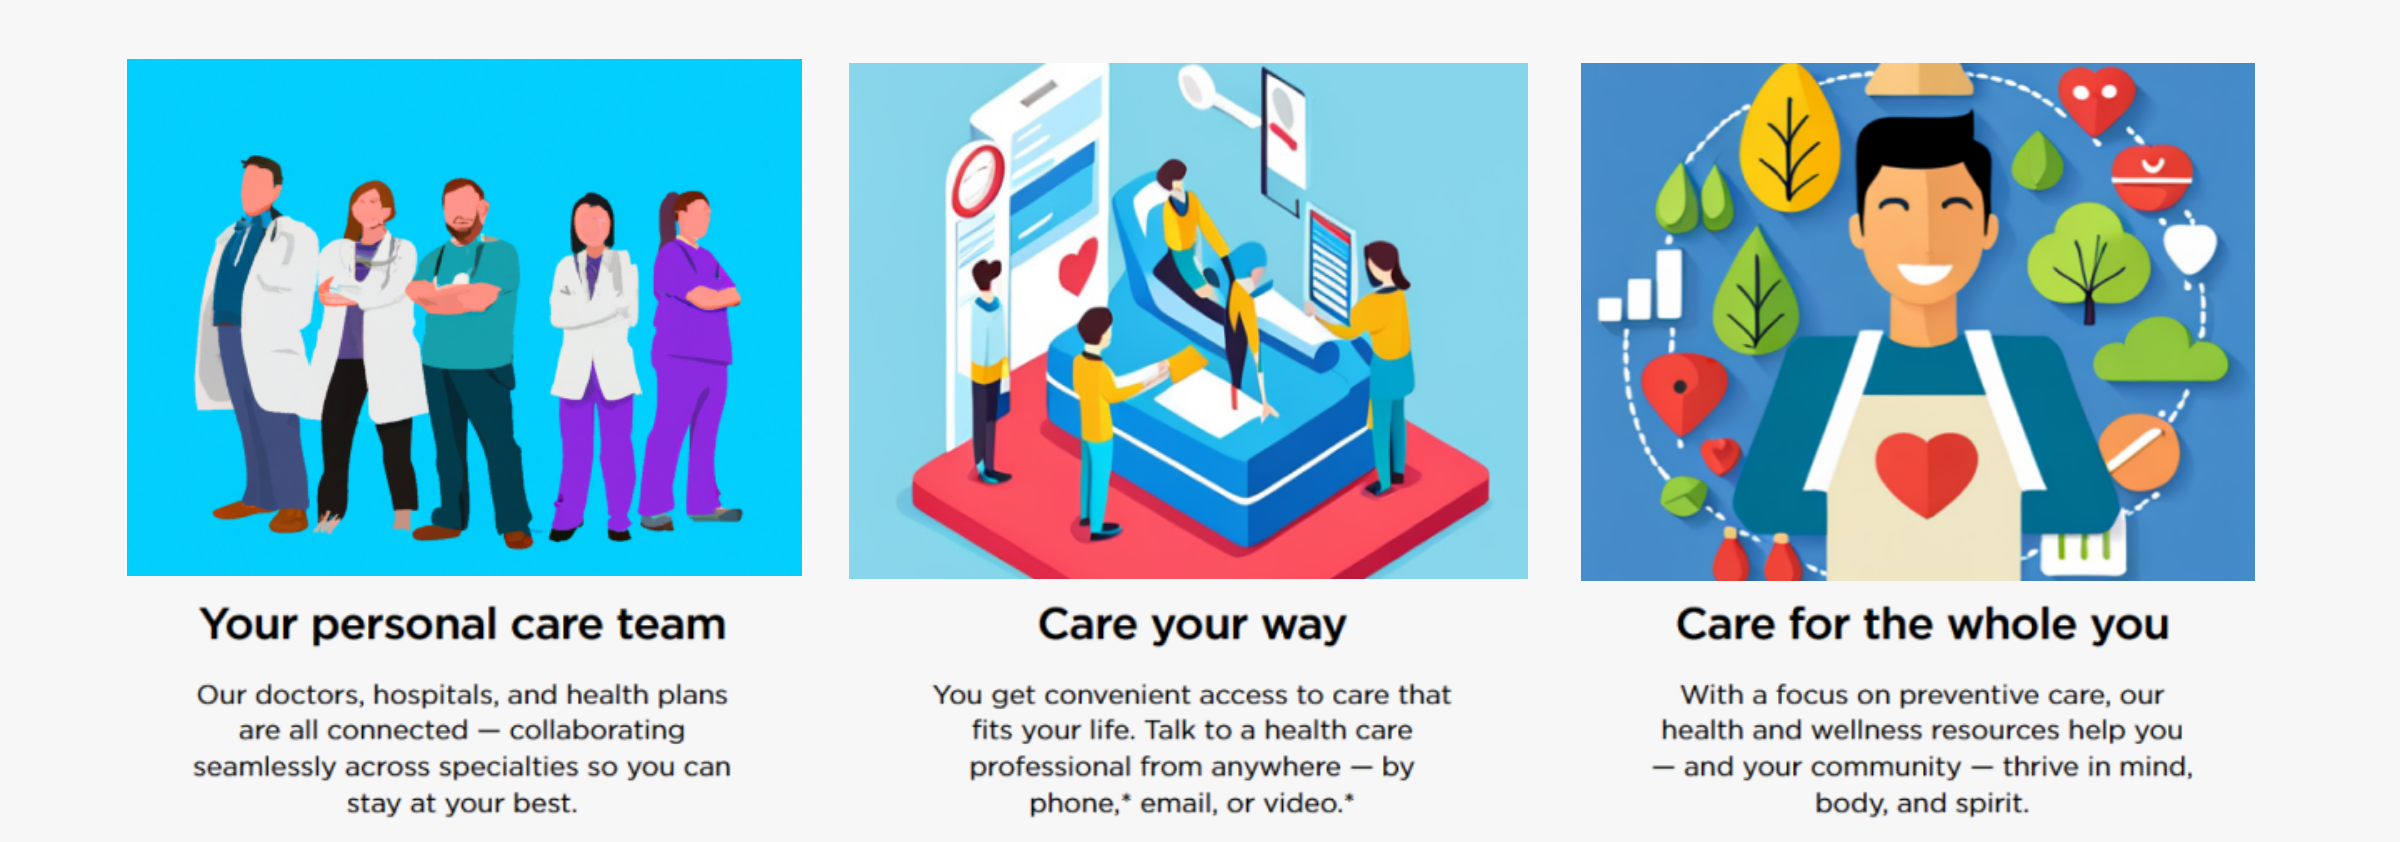 Your personal care team
Our doctors, hospitals, and health plans
are all connected — collaborating
seamlessly across specialties so you can
stay at your best.
Care your way
You get convenient access to care that
fits your life. Talk to a health care
professional from anywhere — by
phone,* email, or video.*
Care for the whole you
With a focus on preventive care, our
health and wellness resources help you
— and your community — thrive in mind,
body, and spirit.